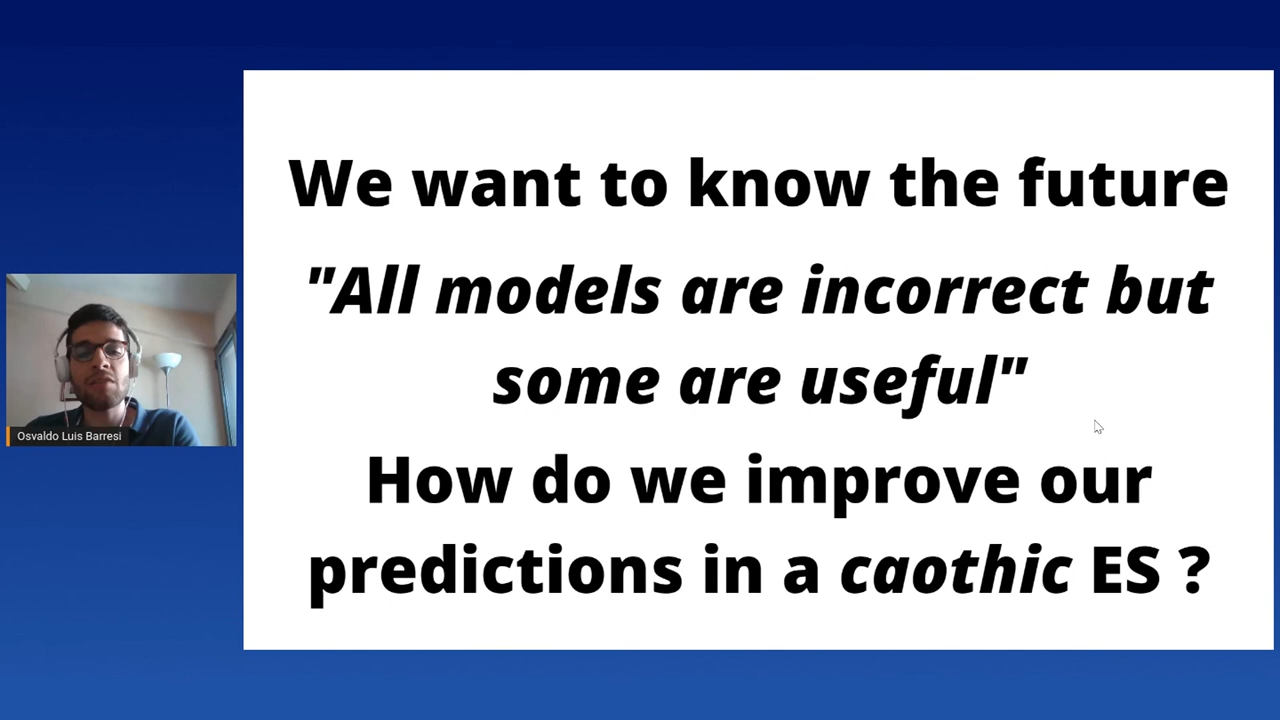 We want to know the future
"All models are incorrect but
some are useful"
How do we improve our
predictions in a caothic ES ?
Osvaldo Luis Barresi